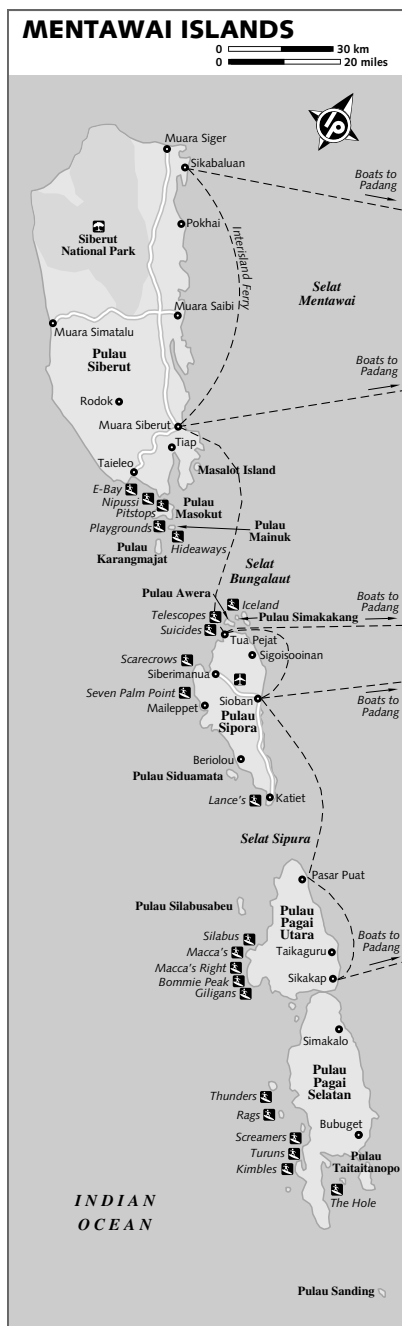 MENTAWAI ISLANDS
0 30 km
0 20 miles
Muara Siger
Sikabaluan
Boats to
Padang
Pokhai
Siberut
National Park
Interisland Ferry
Selat
Mentawai
Muara Saibi
Muara Simatalu
Pulau
Siberut
Boats to
Padang
Rodok
Muara Siberut
Tiap
Taieleo
Masalot Island
E-Bay
Nipussi
Pitstops
Pulau
Masokut
Playgrounds
Pulau
Mainuk
Hideaways
Pulau
Karangmajat
Selat
Bungalaut
Pulau Awera
Iceland
Boats to
Padang
Telescopes
Pulau Simakakang
Suicides
Tua Pejat
Sigoisooinan
Scarecrows
Siberimanua
Seven Palm Point
Sioban
Boats to
Padang
Maileppet
Pulau
Sipora
Beriolou
Pulau Siduamata
Lance's
Katiet
Selat Sipura
Pasar Puat
Pulau Silabusabeu
Pulau
Pagai
Utara
Silabus
Boats to
Padang
Macca's
Taikaguru
Macca's Right
Bommie Peak
Sikakap
Giligans
Simakalo
Pulau
Pagai
Selatan
Thunders
Rags
Bubuget
Screamers
Turuns
Pulau
Taitaitanopo
Kimbles
The Hole
INDIAN
OCEAN
Pulau Sanding